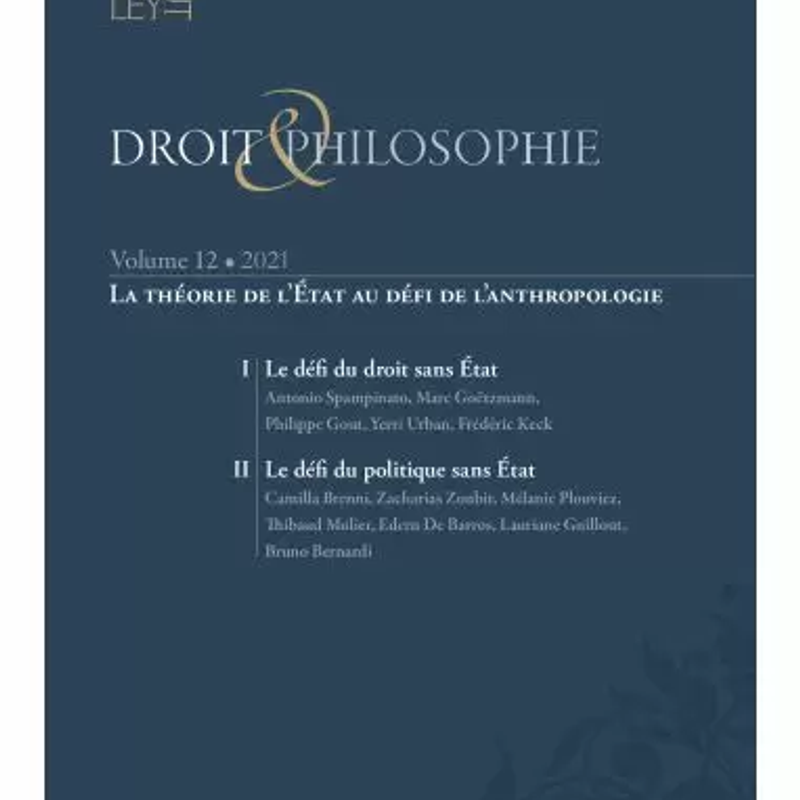 DROIT & PHILOSOPHIE
Volume 12 • 2021
La théorie de l'État au défi de l'anthropologie
I Le défi du droit sans État
Antonio Spampinato, Marc Goëtzmann,
Philippe Gout, Yerri Urban, Frédéric Keck
II Le défi du politique sans État
Camilla Brenni, Zacharias Zoubir, Mélanie Plouviez,
Thibaud Mulier, Edern De Barros, Lauriane Guillout,
Bruno Bernardi